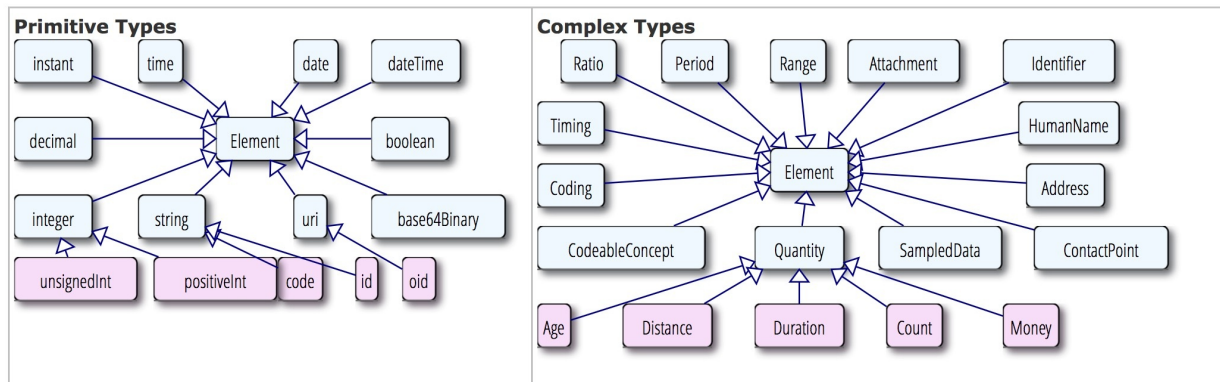 Primitive Types
instant time date dateTime
decimal Element boolean
integer string uri base64Binary
unsignedInt positiveInt code id oid
Complex Types
Ratio Period Range Attachment Identifier
Timing HumanName
Element
Coding Address
CodeableConcept Quantity SampledData ContactPoint
Age Distance Duration Count Money